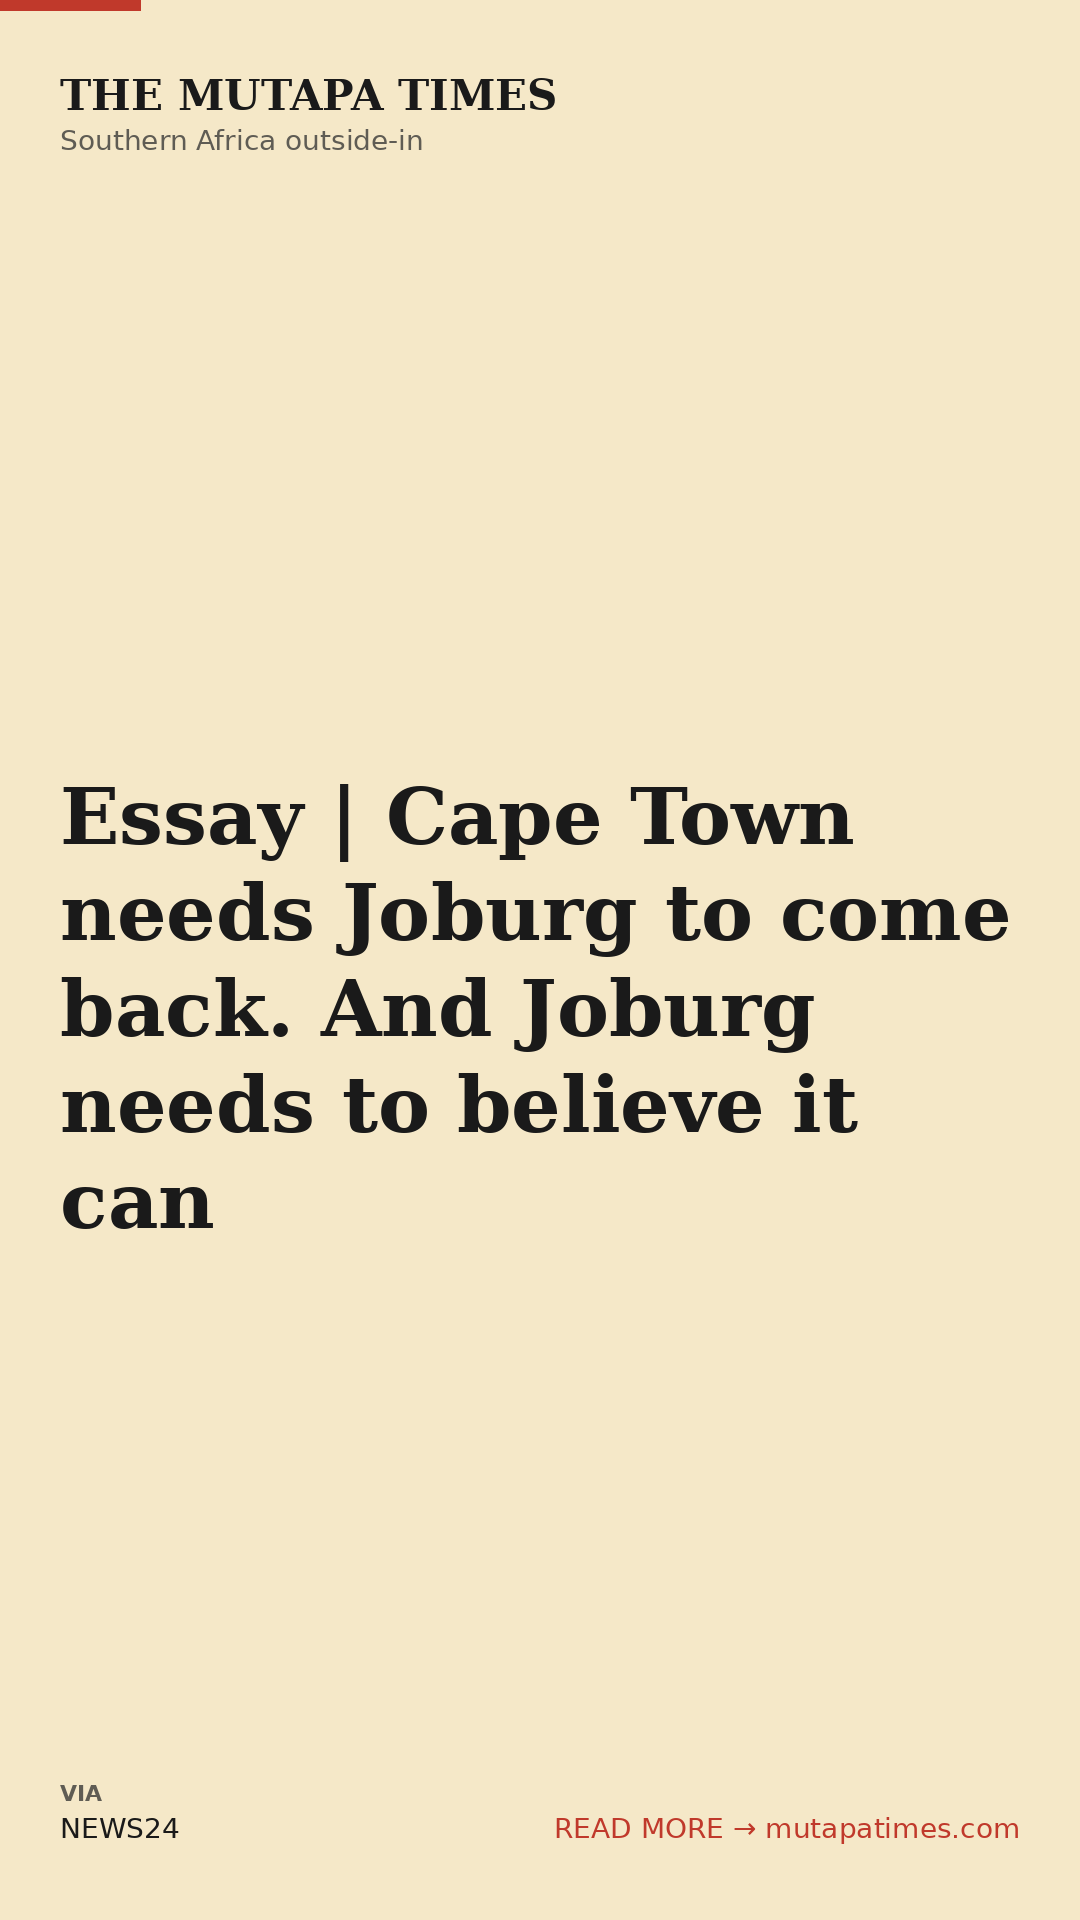 THE MUTAPA TIMES
Southern Africa outside-in
Essay | Cape Town
needs Joburg to come
back. And Joburg
needs to believe it
can
VIA
NEWS24
READ MORE → mutapatimes.com